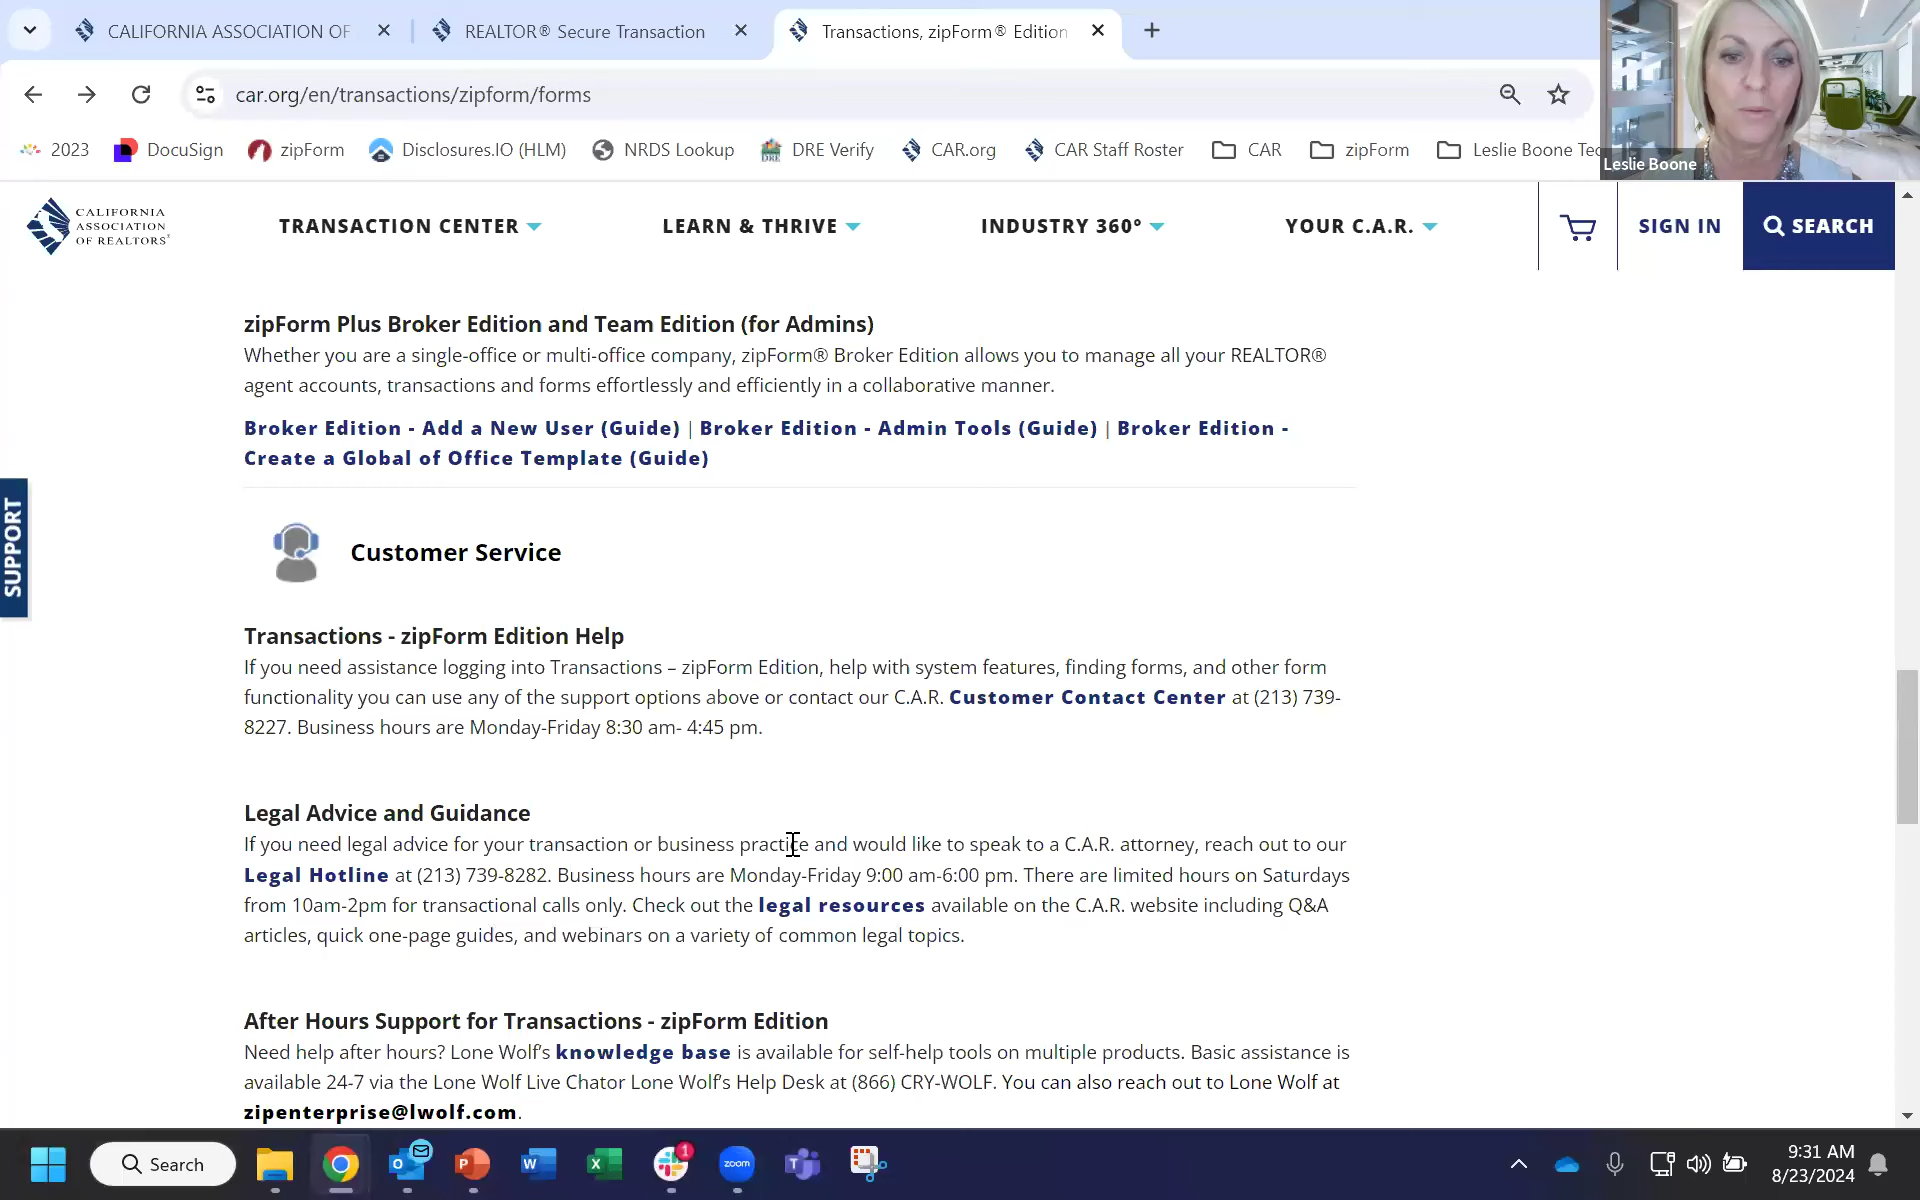 CALIFORNIA ASSOCIATION OF
REALTOR® Secure Transaction
Transactions, zipForm® Edition
car.org/en/transactions/zipform/forms
2023
DocuSign
zipForm
Disclosures.IO (HLM)
NRDS Lookup
DRE Verify
CAR.org
CAR Staff Roster
CAR
zipForm
Leslie Boone Tec
Leslie Boone
CALIFORNIA
ASSOCIATION
OF REALTORS®
TRANSACTION CENTER
LEARN & THRIVE
INDUSTRY 360°
YOUR C.A.R.
SIGN IN
SEARCH
zipForm Plus Broker Edition and Team Edition (for Admins)
Whether you are a single-office or multi-office company, zipForm® Broker Edition allows you to manage all your REALTOR®
agent accounts, transactions and forms effortlessly and efficiently in a collaborative manner.
Broker Edition - Add a New User (Guide) | Broker Edition - Admin Tools (Guide) | Broker Edition -
Create a Global of Office Template (Guide)
SUPPORT
Customer Service
Transactions - zipForm Edition Help
If you need assistance logging into Transactions – zipForm Edition, help with system features, finding forms, and other form
functionality you can use any of the support options above or contact our C.A.R. Customer Contact Center at (213) 739-
8227. Business hours are Monday-Friday 8:30 am- 4:45 pm.
Legal Advice and Guidance
If you need legal advice for your transaction or business practice and would like to speak to a C.A.R. attorney, reach out to our
Legal Hotline at (213) 739-8282. Business hours are Monday-Friday 9:00 am-6:00 pm. There are limited hours on Saturdays
from 10am-2pm for transactional calls only. Check out the legal resources available on the C.A.R. website including Q&A
articles, quick one-page guides, and webinars on a variety of common legal topics.
After Hours Support for Transactions - zipForm Edition
Need help after hours? Lone Wolf's knowledge base is available for self-help tools on multiple products. Basic assistance is
available 24-7 via the Lone Wolf Live Chator Lone Wolf's Help Desk at (866) CRY-WOLF. You can also reach out to Lone Wolf at
zipenterprise@lwolf.com.
Search
1
zoom
9:31 AM
8/23/2024